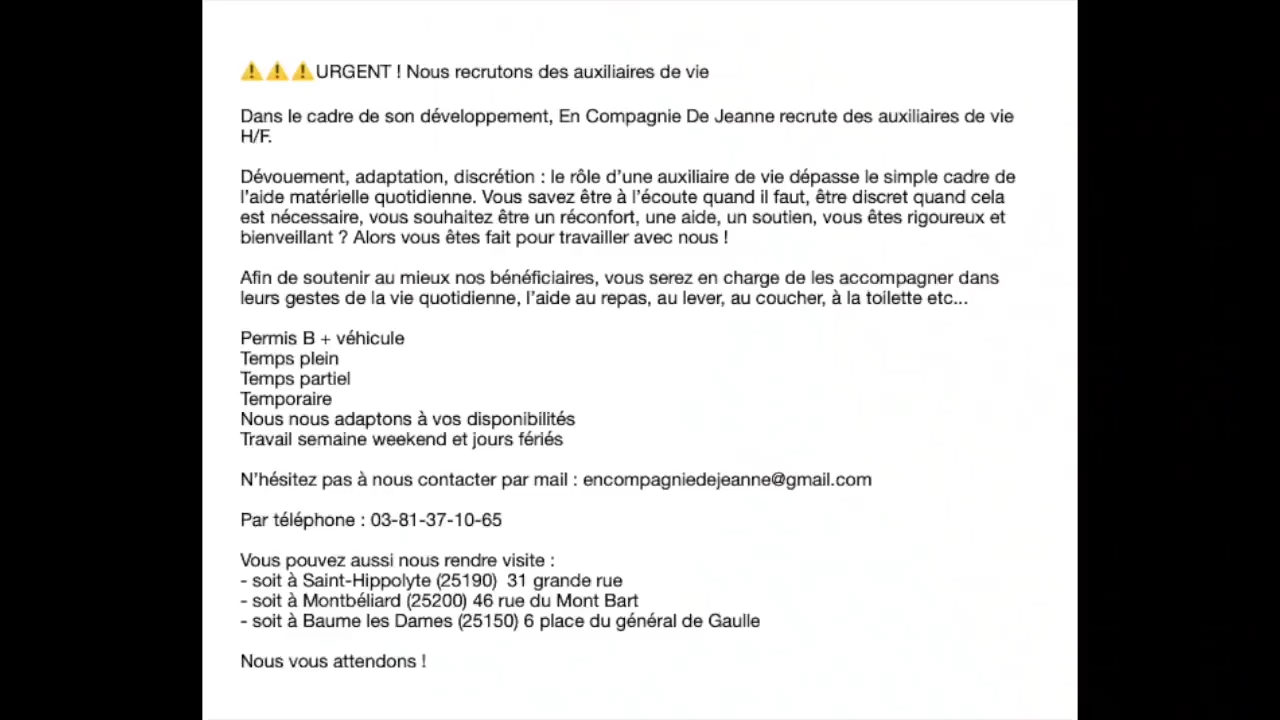 ⚠️⚠️⚠️URGENT ! Nous recrutons des auxiliaires de vie
Dans le cadre de son développement, En Compagnie De Jeanne recrute des auxiliaires de vie
H/F.
Dévouement, adaptation, discrétion : le rôle d’une auxiliaire de vie dépasse le simple cadre de
l’aide matérielle quotidienne. Vous savez être à l’écoute quand il faut, être discret quand cela
est nécessaire, vous souhaitez être un réconfort, une aide, un soutien, vous êtes rigoureux et
bienveillant ? Alors vous êtes fait pour travailler avec nous !
Afin de soutenir au mieux nos bénéficiaires, vous serez en charge de les accompagner dans
leurs gestes de la vie quotidienne, l’aide au repas, au lever, au coucher, à la toilette etc...
Permis B + véhicule
Temps plein
Temps partiel
Temporaire
Nous nous adaptons à vos disponibilités
Travail semaine weekend et jours fériés
N’hésitez pas à nous contacter par mail : encompagniedejeanne@gmail.com
Par téléphone : 03-81-37-10-65
Vous pouvez aussi nous rendre visite :
- soit à Saint-Hippolyte (25190)  31 grande rue
- soit à Montbéliard (25200) 46 rue du Mont Bart
- soit à Baume les Dames (25150) 6 place du général de Gaulle
Nous vous attendons !